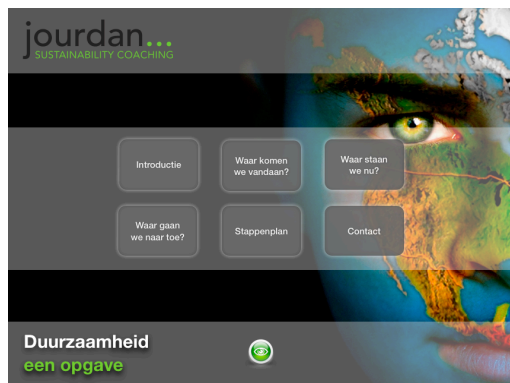 jourdan...
SUSTAINABILITY COACHING
Introductie
Waar komen
we vandaan?
Waar staan
we nu?
Waar gaan
we naar toe?
Stappenplan
Contact
Duurzaamheid
een opgave